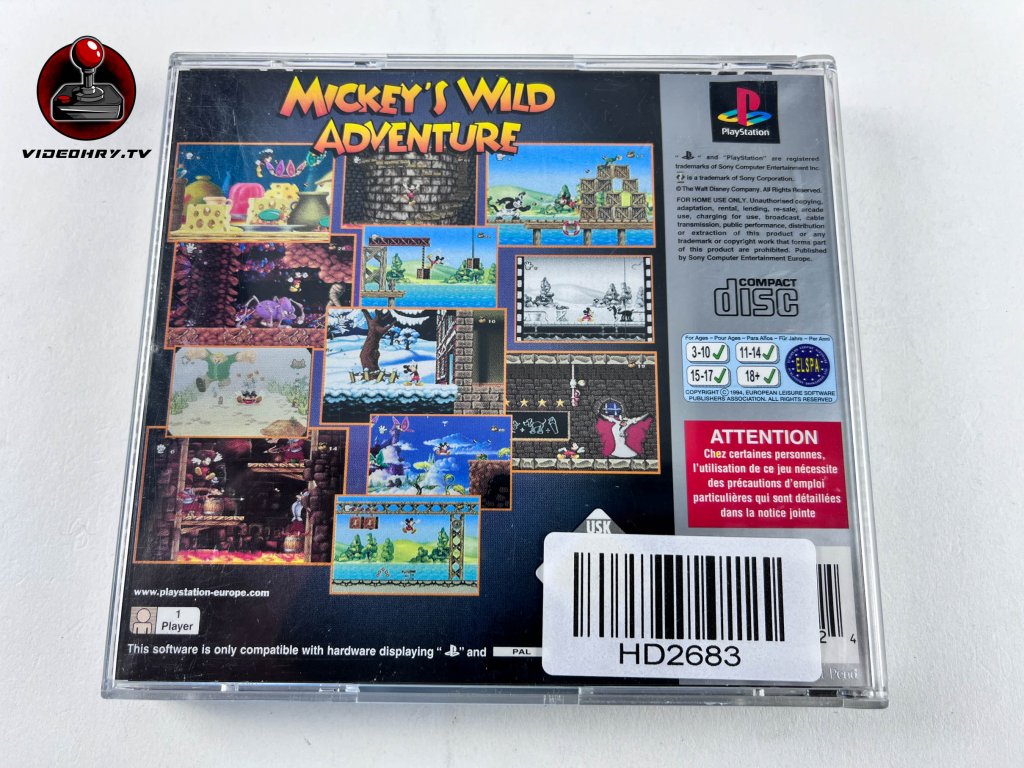 VIDEOHRY.TV
MICKEY'S WILD
ADVENTURE
PlayStation
" " and "PlayStation" are registered
trademarks of Sony Computer Entertainment Inc.
is a trademark of Sony Corporation.
© The Walt Disney Company. All Rights Reserved.
FOR HOME USE ONLY. Unauthorised copying,
adaptation, rental, lending, re-sale, arcade
use, charging for use, broadcast, cable
transmission, public performance, distribution
or extraction of this product or any
trademark or copyright work that forms part
of this product are prohibited. Published
by Sony Computer Entertainment Europe.
COMPACT
disc
For Ages – Pour Ages – Para Años – Für Jahre – Per Anni
3-10 11-14
15-17 18+
ELSPA
COPYRIGHT © 1994, EUROPEAN LEISURE SOFTWARE
PUBLISHERS ASSOCIATION. ALL RIGHTS RESERVED.
ATTENTION
Chez certaines personnes,
l'utilisation de ce jeu nécessite
des précautions d'emploi
particulières qui sont détaillées
dans la notice jointe
USK
www.playstation-europe.com
1
Player
This software is only compatible with hardware displaying " " and PAL
HD2683
2 4
Pend